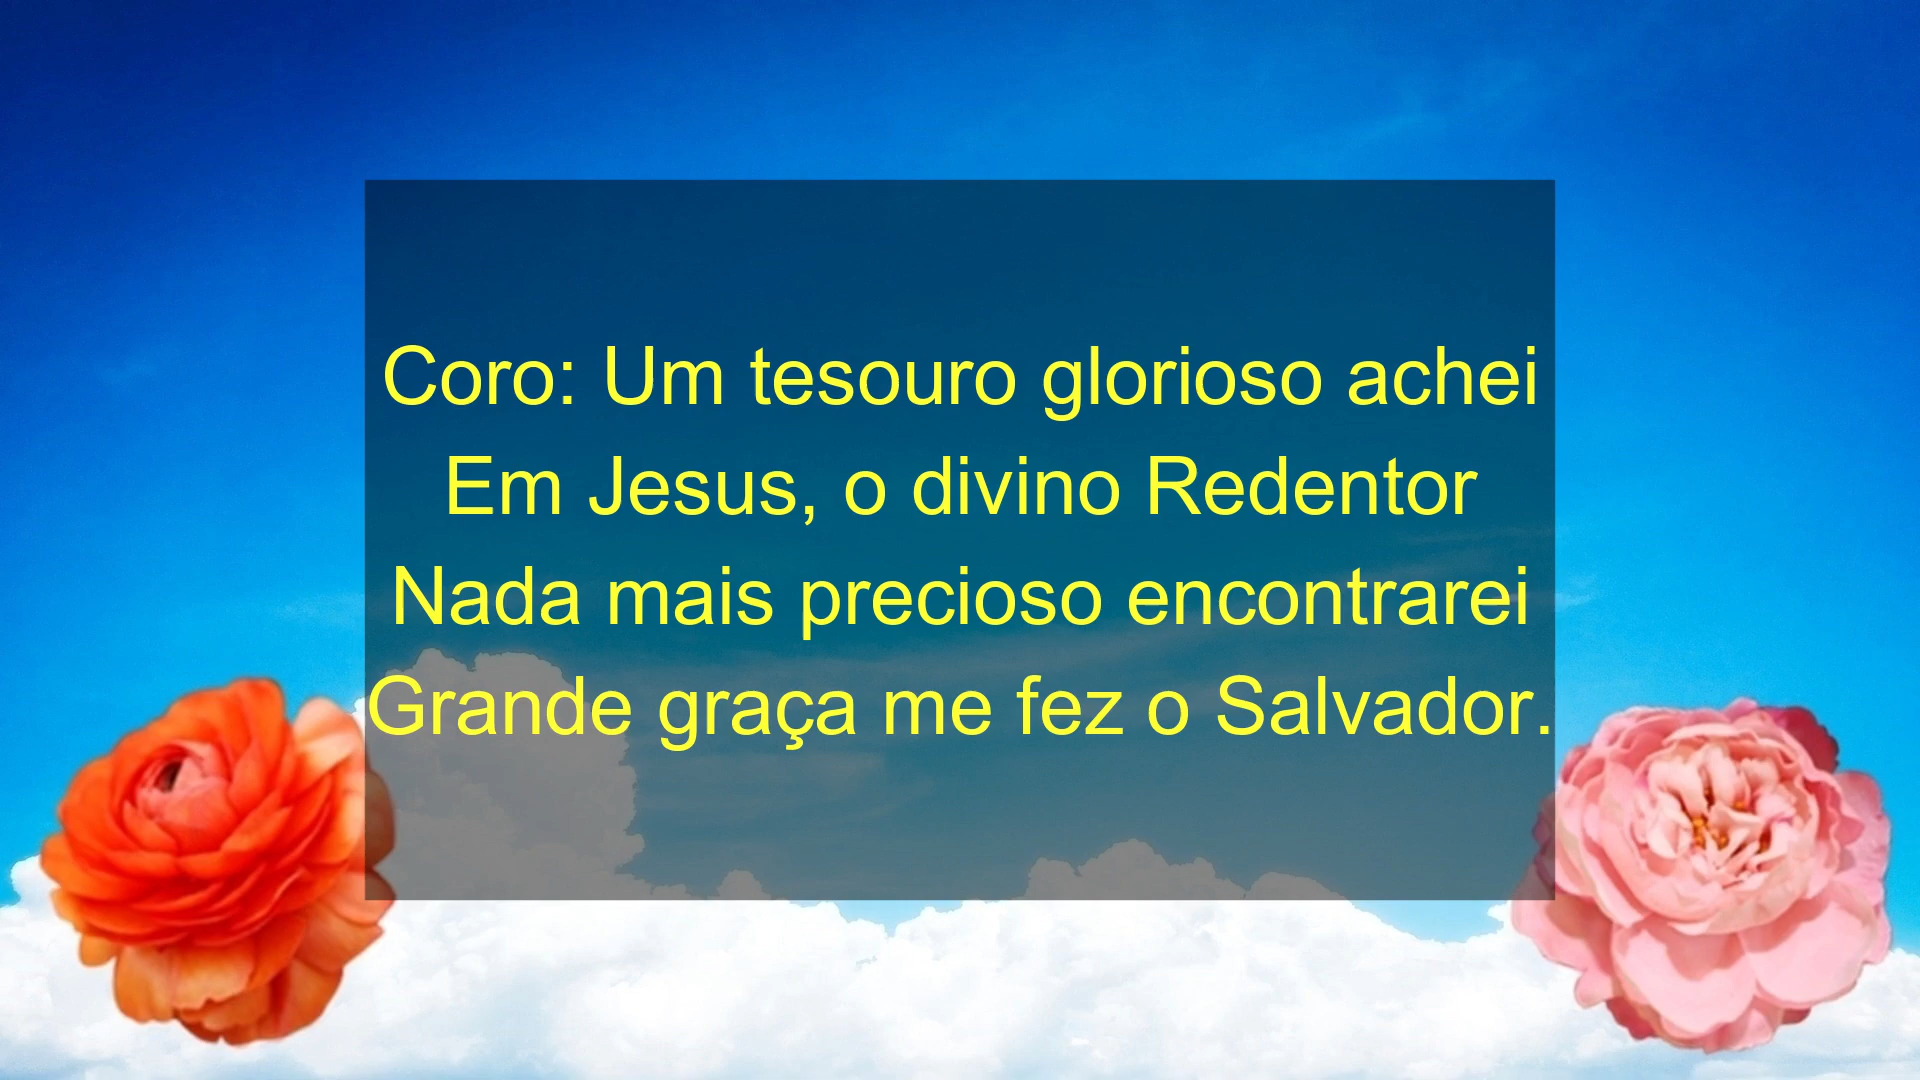 Coro: Um tesouro glorioso achei
Em Jesus, o divino Redentor
Nada mais precioso encontrarei
Grande graça me fez o Salvador.